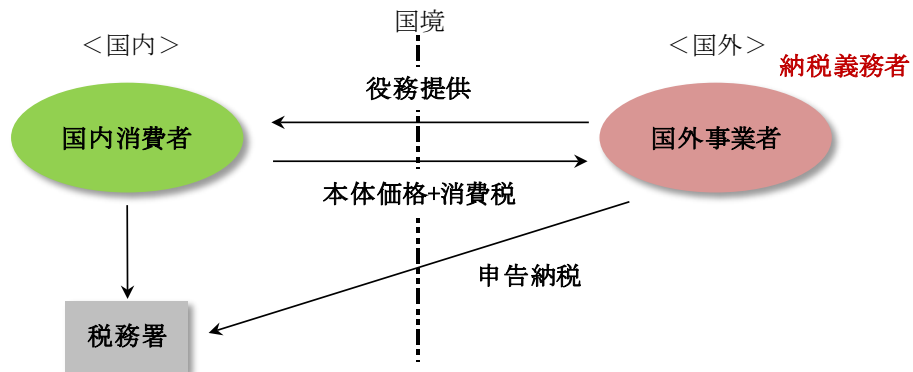 国境
＜国内＞
＜国外＞
納税義務者
役務提供
国内消費者
国外事業者
本体価格+消費税
申告納税
税務署